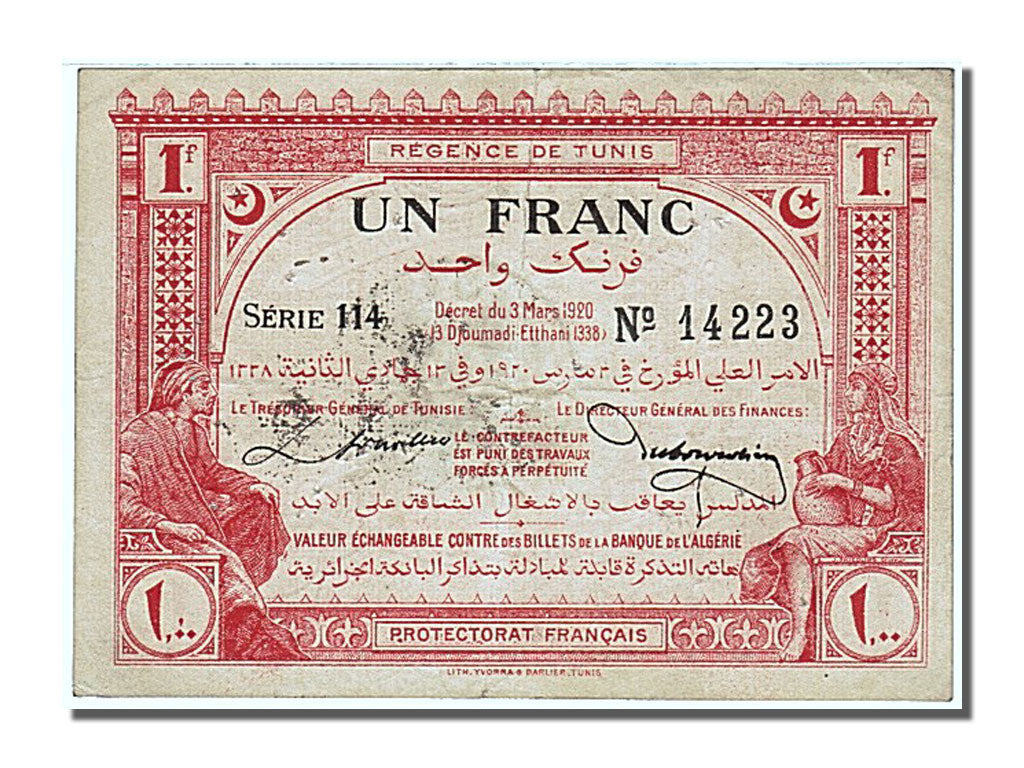 RÉGENCE DE TUNIS
1f.
1f.
UN FRANC
فرنك واحد
SÉRIE 114
Décret du 3 Mars 1920
(13 Djoumadi-Etthani 1338)
Nº 14223
الامر العلي المؤرخ في ٣ مارس ١٩٢٠ وفي ١٣ جمادي الثانية ١٣٣٨
LE TRÉSORIER GÉNÉRAL DE TUNISIE
LE DIRECTEUR GÉNÉRAL DES FINANCES:
LE CONTREFACTEUR
EST PUNI DES TRAVAUX
FORCÉS A PERPÉTUITÉ
المدلس يعاقب بالاشغال الشاقة على الابد
VALEUR ÉCHANGEABLE CONTRE DES BILLETS DE LA BANQUE DE L'ALGÉRIE
هاته التذكرة قابلة للمبادلة بتذاكر البانكة الجزائرية
١,٠٠
١,٠٠
PROTECTORAT FRANÇAIS
LITH. YVORRA & BARLIER. TUNIS